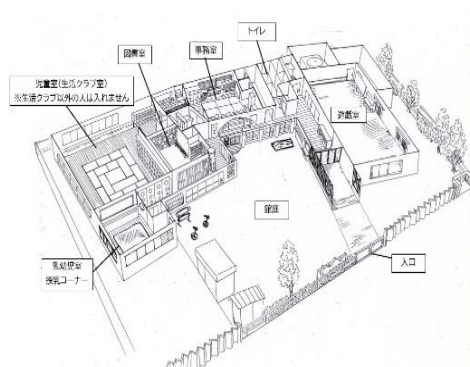 トイレ
事務室
図書室
児童室(生活クラブ室)
※生活クラブ以外の人は入れません
遊戯室
館庭
乳幼児室
授乳コーナー
入口